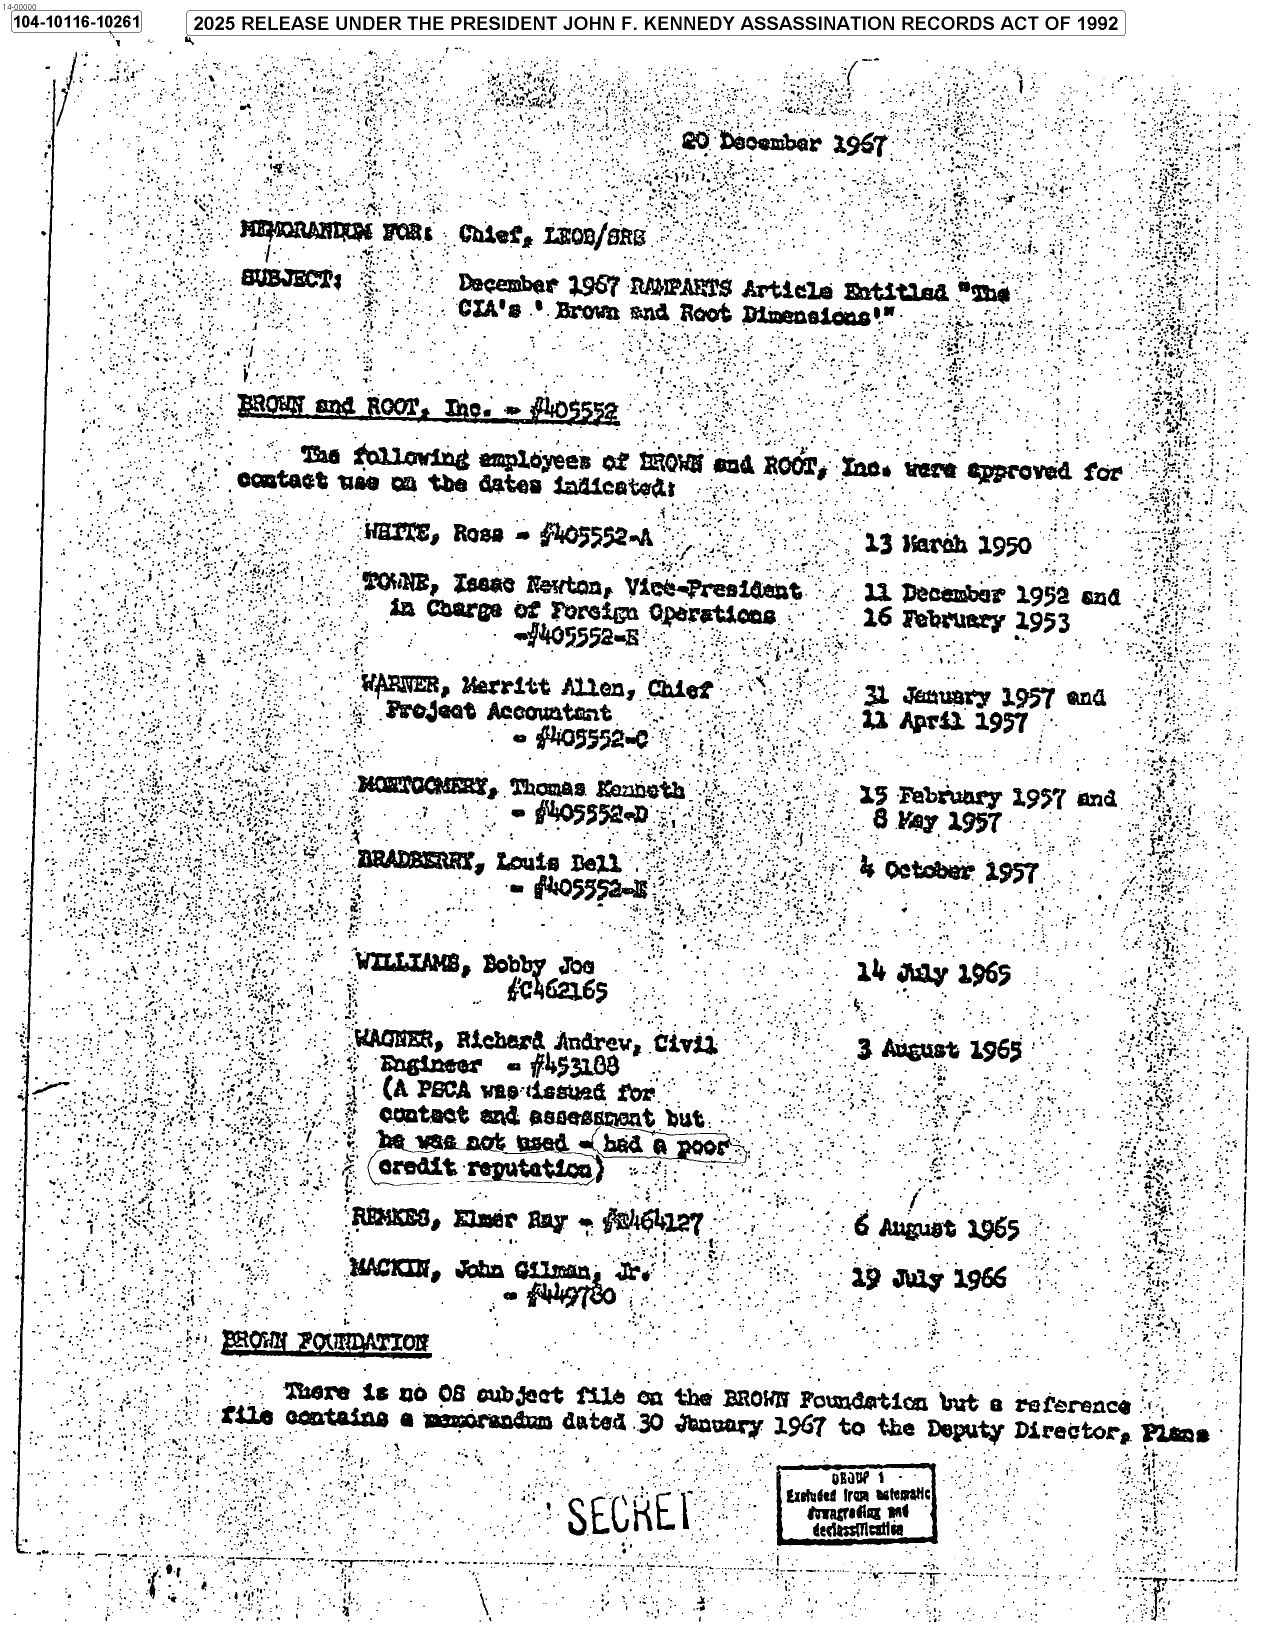 14-00000
104-10116-10261
2025 RELEASE UNDER THE PRESIDENT JOHN F. KENNEDY ASSASSINATION RECORDS ACT OF 1992
20 December 1967
MEMORANDUM FOR: Chief, LEOB/SRS
SUBJECT: December 1967 RAMPARTS Article Entitled "The
CIA's ' Brown and Root Dimensions'"
BROWN and ROOT, Inc. - #405552
The following employees of BROWN and ROOT, Inc. were approved for
contact use on the dates indicated:
WHITE, Ross - #405552-A 13 March 1950
TOWNE, Isaac Newton, Vice-President 11 December 1952 and
in Charge of Foreign Operations 16 February 1953
-#405552-B
WARNER, Merritt Allen, Chief 31 January 1957 and
Project Accountant 11 April 1957
- #405552-C
MONTGOMERY, Thomas Kenneth 15 February 1957 and
- #405552-D 8 May 1957
BRADBERRY, Louis Bell 4 October 1957
- #405552-E
WILLIAMS, Bobby Joe 14 July 1965
#C462165
WAGNER, Richard Andrew, Civil 3 August 1965
Engineer - #453188
(A PSCA was issued for
contact and assessment but
he was not used - had a poor
credit reputation)
REMKES, Elmer Ray - #464127 6 August 1965
MACKIN, John Gilman, Jr. 19 July 1966
- #449780
BROWN FOUNDATION
There is no OS subject file on the BROWN Foundation but a reference
file contains a memorandum dated 30 January 1967 to the Deputy Director, Plans
SECRET
GROUP 1
Excluded from automatic
downgrading and
declassification